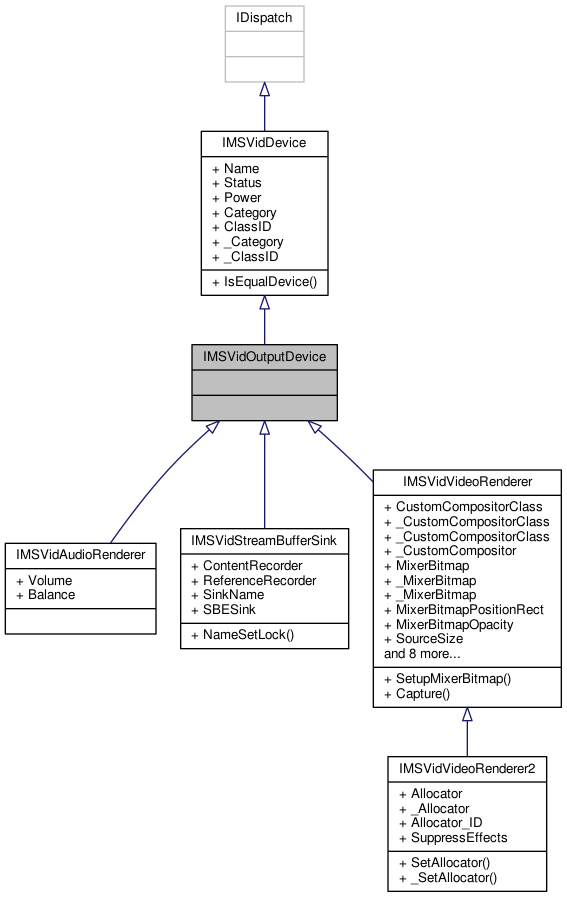 IDispatch
IMSVidDevice
+ Name
+ Status
+ Power
+ Category
+ ClassID
+ _Category
+ _ClassID
+ IsEqualDevice()
IMSVidOutputDevice
IMSVidAudioRenderer
+ Volume
+ Balance
IMSVidStreamBufferSink
+ ContentRecorder
+ ReferenceRecorder
+ SinkName
+ SBESink
+ NameSetLock()
IMSVidVideoRenderer
+ CustomCompositorClass
+ _CustomCompositorClass
+ _CustomCompositorClass
+ _CustomCompositor
+ MixerBitmap
+ _MixerBitmap
+ _MixerBitmap
+ MixerBitmapPositionRect
+ MixerBitmapOpacity
+ SourceSize
and 8 more...
+ SetupMixerBitmap()
+ Capture()
IMSVidVideoRenderer2
+ Allocator
+ _Allocator
+ Allocator_ID
+ SuppressEffects
+ SetAllocator()
+ _SetAllocator()